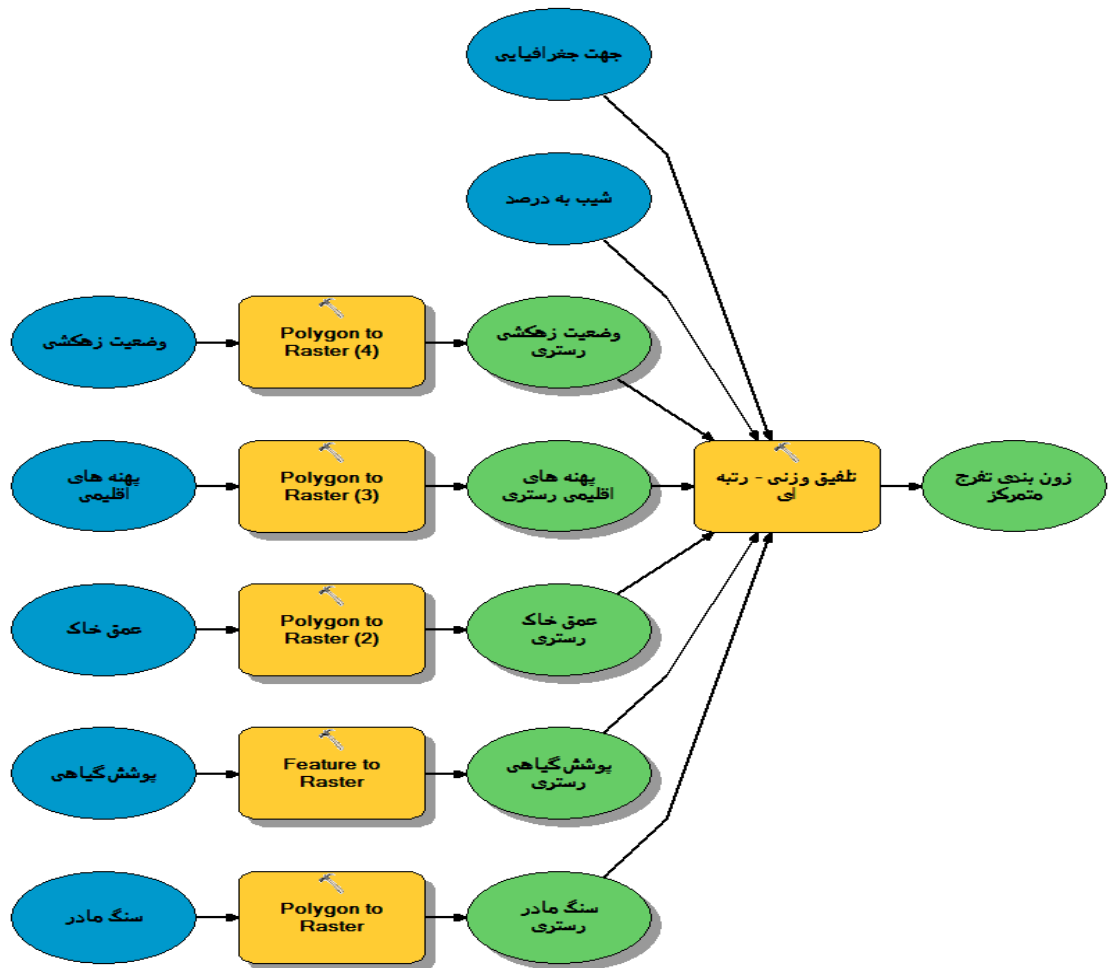 جهت جغرافیایی
شیب به درصد
وضعیت زهکشی
Polygon to
Raster (4)
وضعیت زهکشی
رستری
پهنه های
اقلیمی
Polygon to
Raster (3)
پهنه های
اقلیمی رستری
تلفیق وزنی - رتبه
ای
زون بندی تفرج
متمرکز
عمق خاک
Polygon to
Raster (2)
عمق خاک
رستری
پوشش گیاهی
Feature to
Raster
پوشش گیاهی
رستری
سنگ مادر
Polygon to
Raster
سنگ مادر
رستری